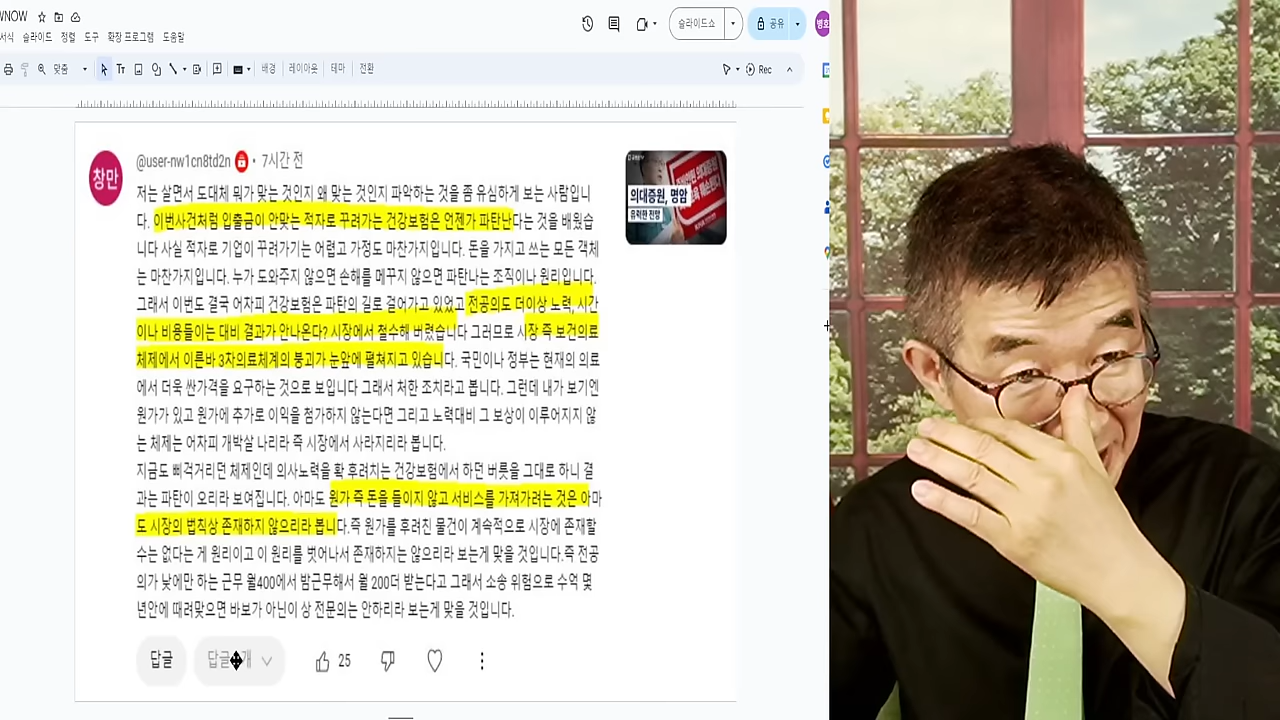 WNOW
서식 슬라이드 정렬 도구 확장 프로그램 도움말
슬라이드쇼
공유
병호
맞춤
Tт
배경 레이아웃 테마 전환
Rec
창만
@user-nw1cn8td2n · 7시간 전
저는 살면서 도대체 뭐가 맞는 것인지 왜 맞는 것인지 파악하는 것을 좀 유심하게 보는 사람입니
다. 이번사건처럼 입출금이 안맞는 적자로 꾸려가는 건강보험은 언젠가 파탄난다는 것을 배웠습
니다 사실 적자로 기업이 꾸려가기는 어렵고 가정도 마찬가지입니다. 돈을 가지고 쓰는 모든 객체
는 마찬가지입니다. 누가 도와주지 않으면 손해를 메꾸지 않으면 파탄나는 조직이나 원리입니다.
그래서 이번도 결국 어차피 건강보험은 파탄의 길로 걸어가고 있었고 전공의도 더이상 노력, 시간
이나 비용들이는 대비 결과가 안나온다? 시장에서 철수해 버렸습니다 그러므로 시장 즉 보건의료
체제에서 이른바 3차의료체계의 붕괴가 눈앞에 펼쳐지고 있습니다. 국민이나 정부는 현재의 의료
에서 더욱 싼가격을 요구하는 것으로 보입니다 그래서 처한 조치라고 봅니다. 그런데 내가 보기엔
원가가 있고 원가에 추가로 이익을 첨가하지 않는다면 그리고 노력대비 그 보상이 이루어지지 않
는 체제는 어차피 개박살 나리라 즉 시장에서 사라지리라 봅니다.
지금도 삐걱거리던 체제인데 의사노력을 확 후려치는 건강보험에서 하던 버릇을 그대로 하니 결
과는 파탄이 오리라 보여집니다. 아마도 원가 즉 돈을 들이지 않고 서비스를 가져가려는 것은 아마
도 시장의 법칙상 존재하지 않으리라 봅니다.즉 원가를 후려친 물건이 계속적으로 시장에 존재할
수는 없다는 게 원리이고 이 원리를 벗어나서 존재하지는 않으리라 보는게 맞을 것입니다.즉 전공
의가 낮에만 하는 근무 월400에서 밤근무해서 월 200더 받는다고 그래서 소송 위험으로 수억 몇
년안에 때려맞으면 바보가 아닌이 상 전문의는 안하리라 보는게 맞을 것입니다.
의대증원, 명암
답글
답글 개
25